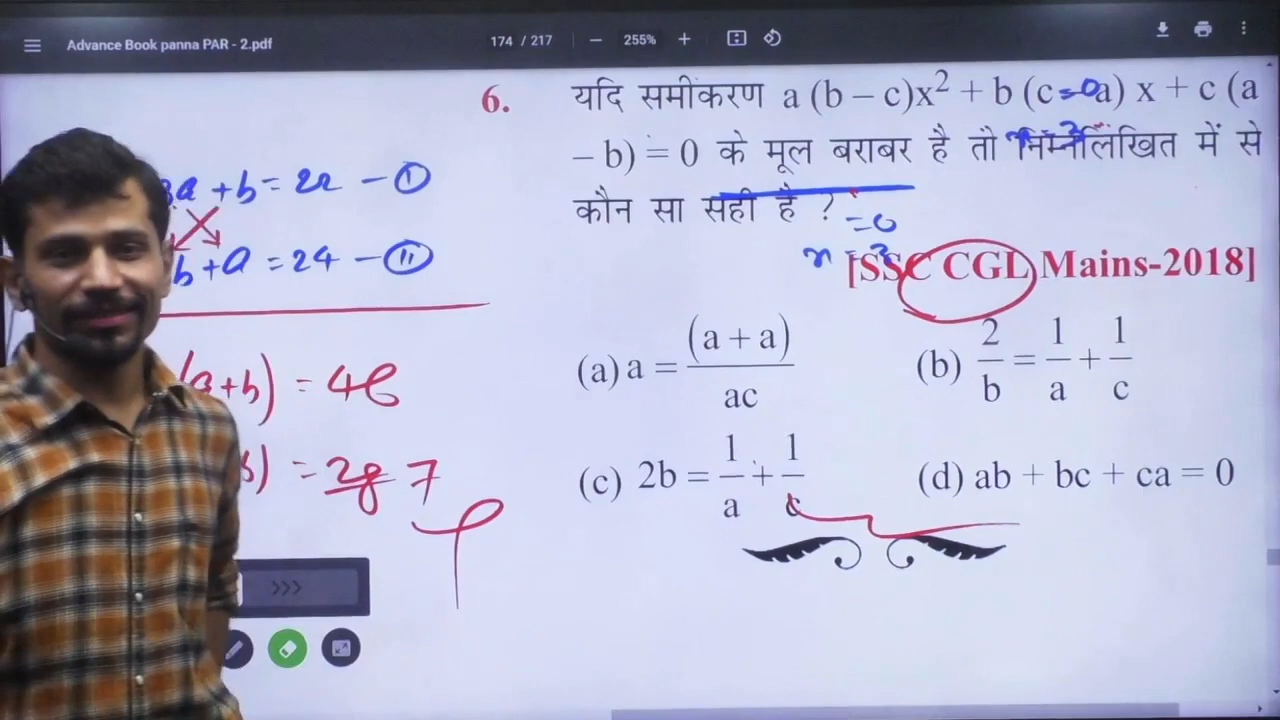 Advance Book panna PAR - 2.pdf
174 / 217
255%
a + b = 22 - I
b + a = 24 - II
(a+b) = 46
= 28 7
6. यदि समीकरण a (b – c)x² + b (c – a) x + c (a
– b) = 0 के मूल बराबर है तो निम्नलिखित में से
कौन सा सही है ?
= 0
[SSC CGL Mains-2018]
(a) a = (a + a) / ac
(b) 2/b = 1/a + 1/c
(c) 2b = 1/a + 1/c
(d) ab + bc + ca = 0
>>>